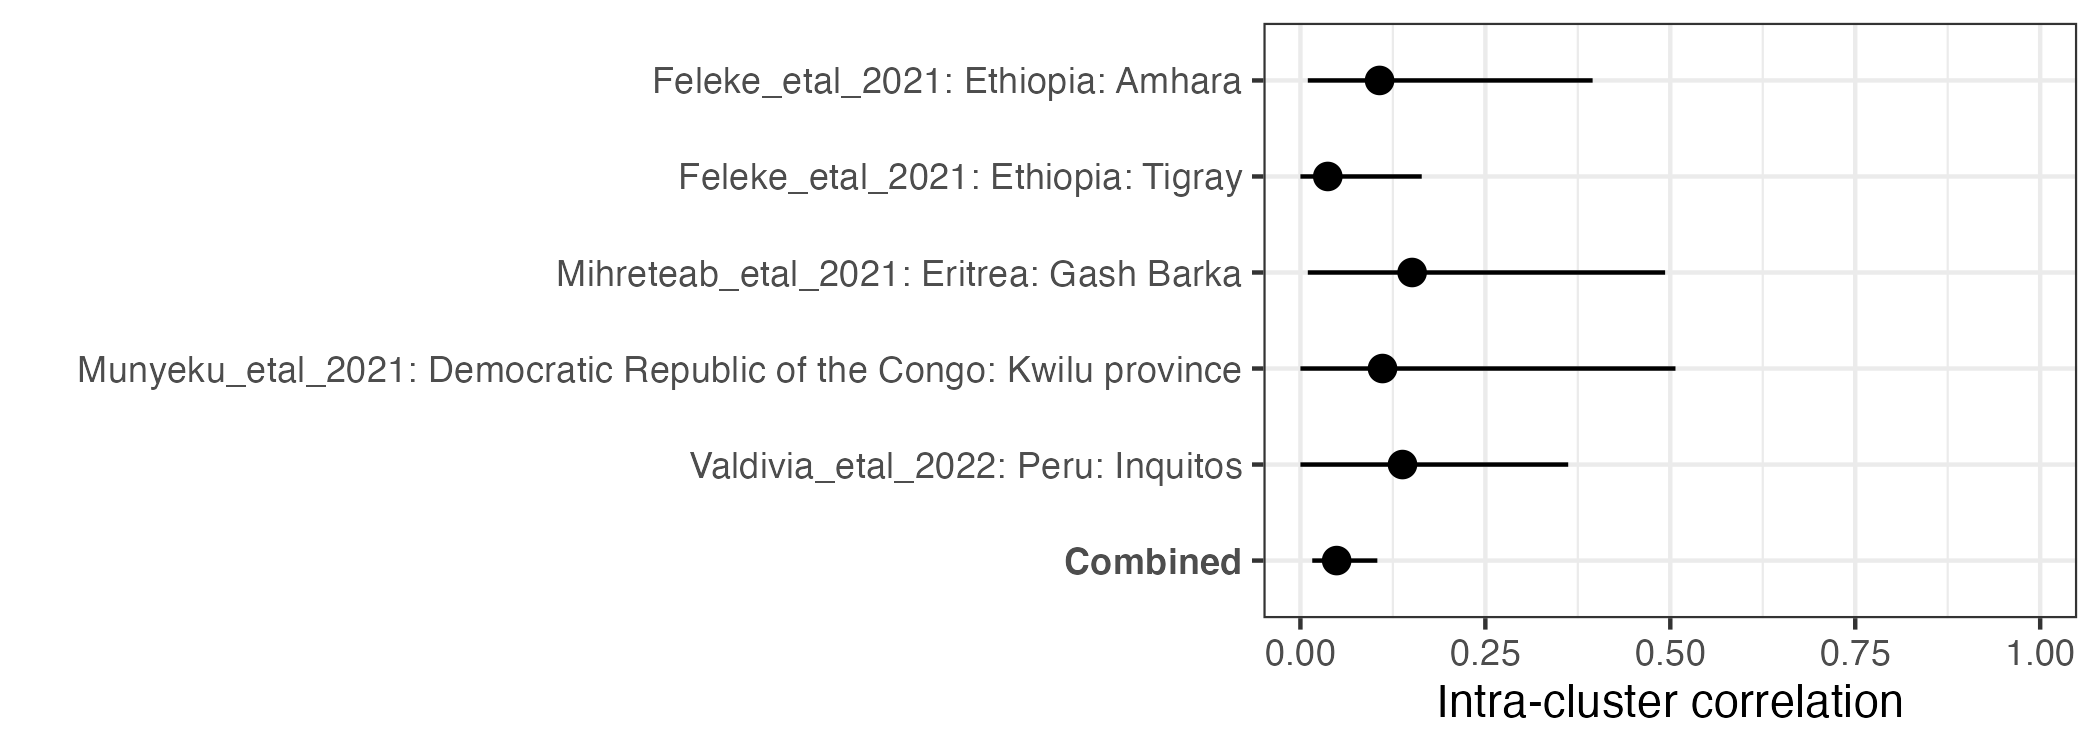 Feleke_etal_2021: Ethiopia: Amhara
Feleke_etal_2021: Ethiopia: Tigray
Mihreteab_etal_2021: Eritrea: Gash Barka
Munyeku_etal_2021: Democratic Republic of the Congo: Kwilu province
Valdivia_etal_2022: Peru: Inquitos
Combined
0.00 0.25 0.50 0.75 1.00
Intra-cluster correlation